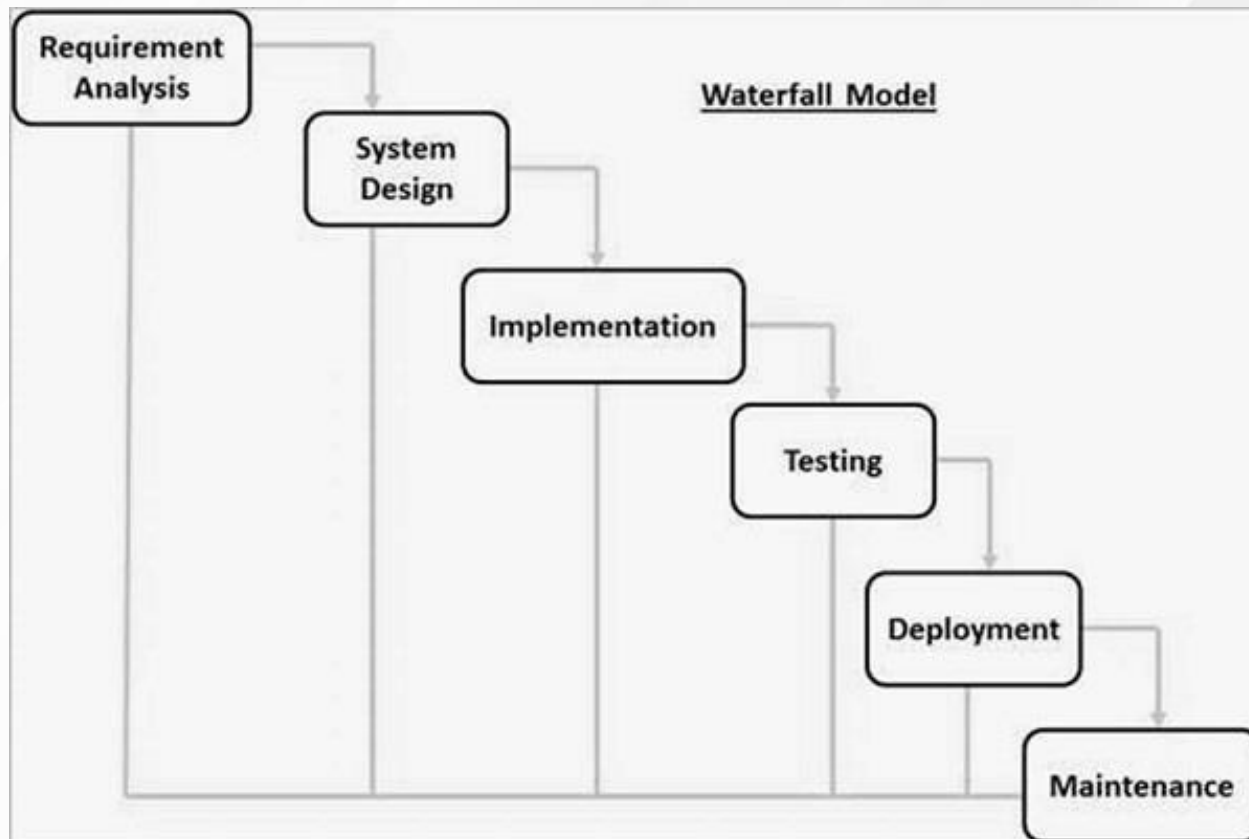 Requirement
Analysis
Waterfall Model
System
Design
Implementation
Testing
Deployment
Maintenance